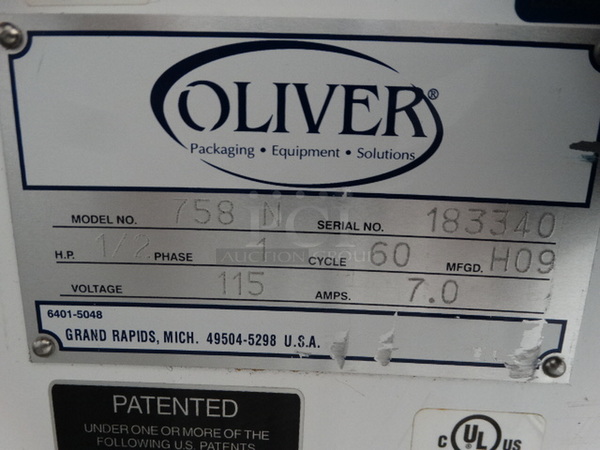 OLIVER®
Packaging • Equipment • Solutions
MODEL NO. 758 N SERIAL NO. 183340
H.P. 1/2 PHASE 1 CYCLE 60 MFGD. H09
VOLTAGE 115 AMPS. 7.0
AUCTION GROUP
6401-5048
GRAND RAPIDS, MICH. 49504-5298 U.S.A.
PATENTED
UNDER ONE OR MORE OF THE
FOLLOWING U.S. PATENTS
C UL US